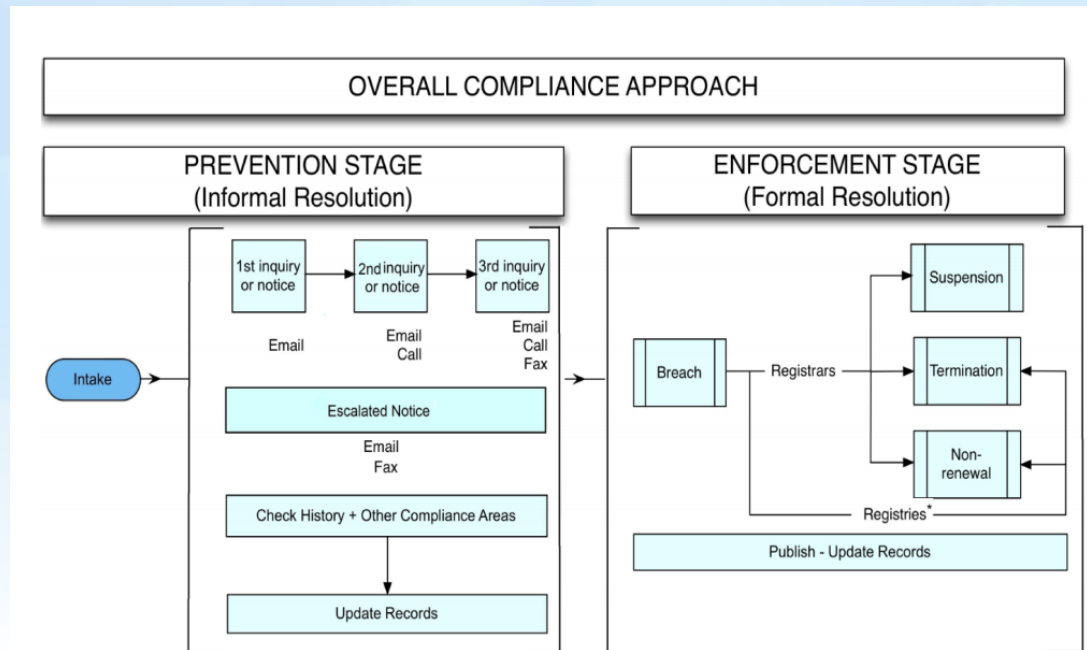 OVERALL COMPLIANCE APPROACH
PREVENTION STAGE
(Informal Resolution)
ENFORCEMENT STAGE
(Formal Resolution)
Intake
1st inquiry
or notice
2nd inquiry
or notice
3rd inquiry
or notice
Email
Email
Call
Email
Call
Fax
Escalated Notice
Email
Fax
Check History + Other Compliance Areas
Update Records
Breach
Registrars
Suspension
Termination
Non-
renewal
Registries*
Publish - Update Records